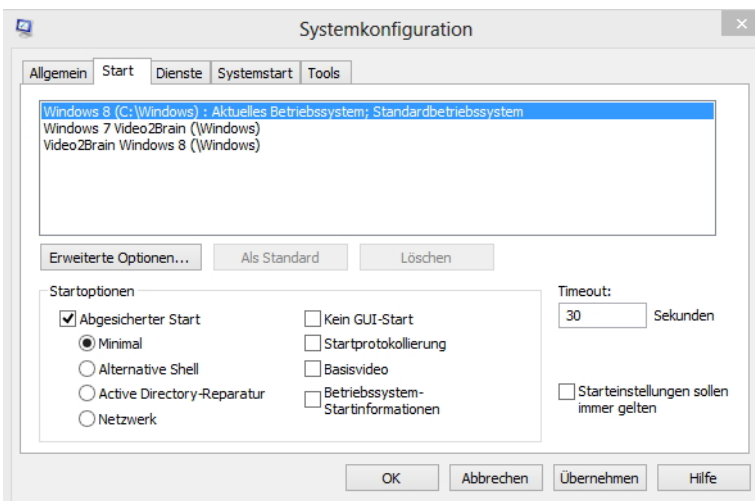 Systemkonfiguration
Allgemein Start Dienste Systemstart Tools
Windows 8 (C:\Windows) : Aktuelles Betriebssystem; Standardbetriebssystem
Windows 7 Video2Brain (\Windows)
Video2Brain Windows 8 (\Windows)
Erweiterte Optionen... Als Standard Löschen
Startoptionen Timeout:
Abgesicherter Start Kein GUI-Start 30 Sekunden
Minimal Startprotokollierung
Alternative Shell Basisvideo
Active Directory-Reparatur Betriebssystem-
Startinformationen
Starteinstellungen sollen
immer gelten
Netzwerk
OK Abbrechen Übernehmen Hilfe